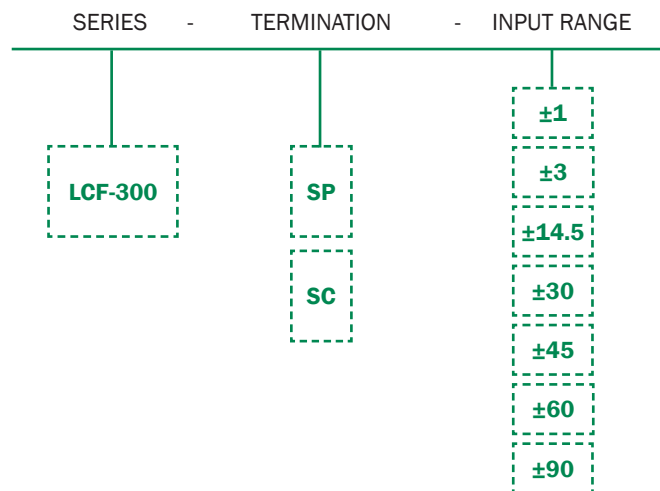 SERIES - TERMINATION - INPUT RANGE
LCF-300
SP
SC
±1
±3
±14.5
±30
±45
±60
±90